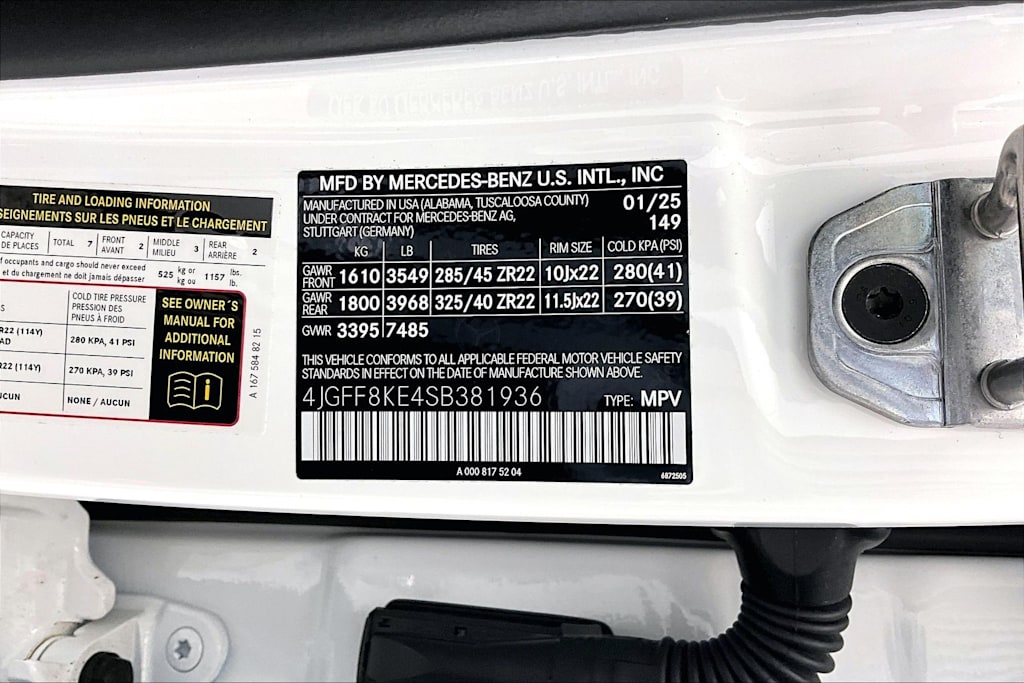 TIRE AND LOADING INFORMATION
SEIGNEMENTS SUR LES PNEUS ET LE CHARGEMENT
CAPACITY
DE PLACES
TOTAL 7
FRONT
AVANT 2
MIDDLE
MILIEU 3
REAR
ARRIÈRE 2
of occupants and cargo should never exceed
et du chargement ne doit jamais dépasser
525 kg or
kg ou
1157 lbs.
lb.
COLD TIRE PRESSURE
PRESSION DES
PNEUS À FROID
R22 (114Y)
AD
280 KPA, 41 PSI
R22 (114Y)
270 KPA, 39 PSI
UCUN
NONE / AUCUN
SEE OWNER´S
MANUAL FOR
ADDITIONAL
INFORMATION
A 167 584 82 15
MFD BY MERCEDES-BENZ U.S. INTL., INC
MANUFACTURED IN USA (ALABAMA, TUSCALOOSA COUNTY)
UNDER CONTRACT FOR MERCEDES-BENZ AG,
STUTTGART (GERMANY)
01/25
149
KG LB TIRES RIM SIZE COLD KPA (PSI)
GAWR
FRONT 1610 3549 285/45 ZR22 10Jx22 280(41)
GAWR
REAR 1800 3968 325/40 ZR22 11.5Jx22 270(39)
GVWR 3395 7485
THIS VEHICLE CONFORMS TO ALL APPLICABLE FEDERAL MOTOR VEHICLE SAFETY
STANDARDS IN EFFECT ON THE DATE OF MANUFACTURE SHOWN ABOVE.
4JGFF8KE4SB381936 TYPE: MPV
A 000 817 52 04
6872505